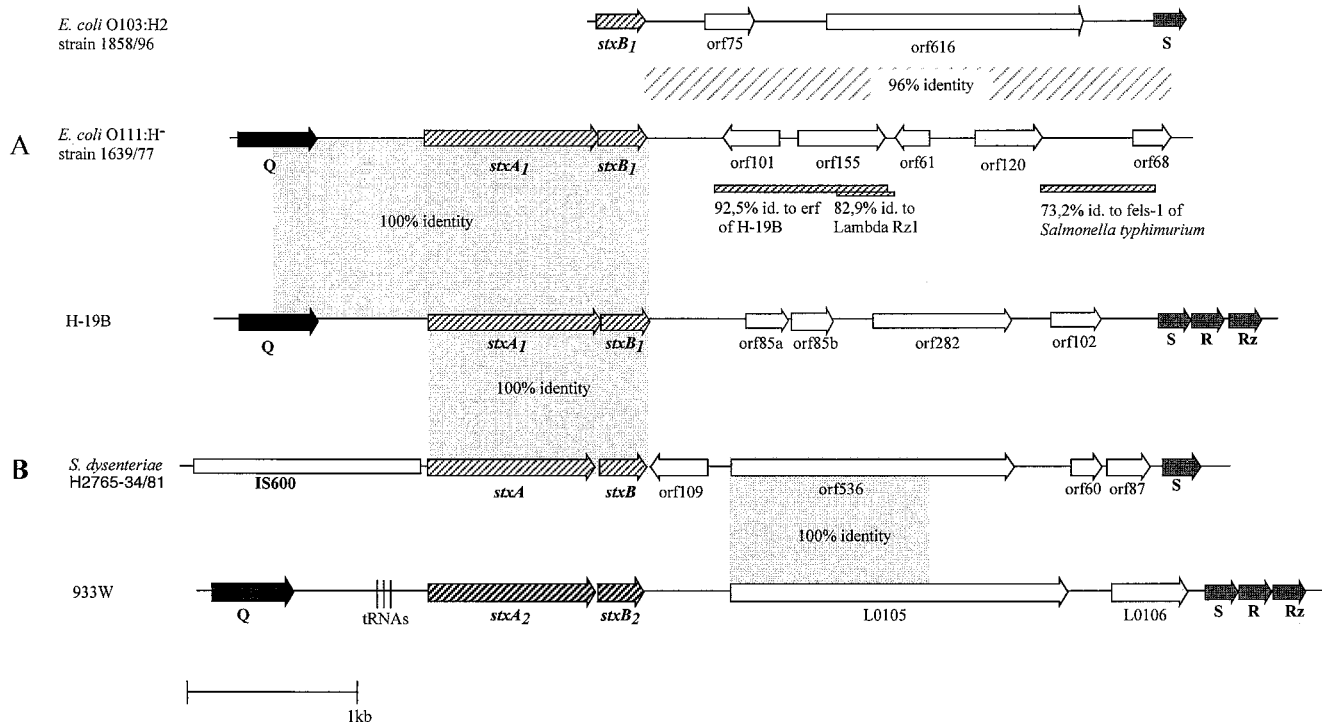 E. coli O103:H2
strain 1858/96
stxB1
orf75
orf616
S
96% identity
A
E. coli O111:H-
strain 1639/77
Q
stxA1
stxB1
orf101
orf155
orf61
orf120
orf68
100% identity
92,5% id. to erf
of H-19B
82,9% id. to
Lambda Rz1
73,2% id. to fels-1 of
Salmonella typhimurium
H-19B
Q
stxA1
stxB1
orf85a
orf85b
orf282
orf102
S
R
Rz
100% identity
B
S. dysenteriae
H2765-34/81
IS600
stxA
stxB
orf109
orf536
orf60
orf87
S
100% identity
933W
Q
tRNAs
stxA2
stxB2
L0105
L0106
S
R
Rz
1kb